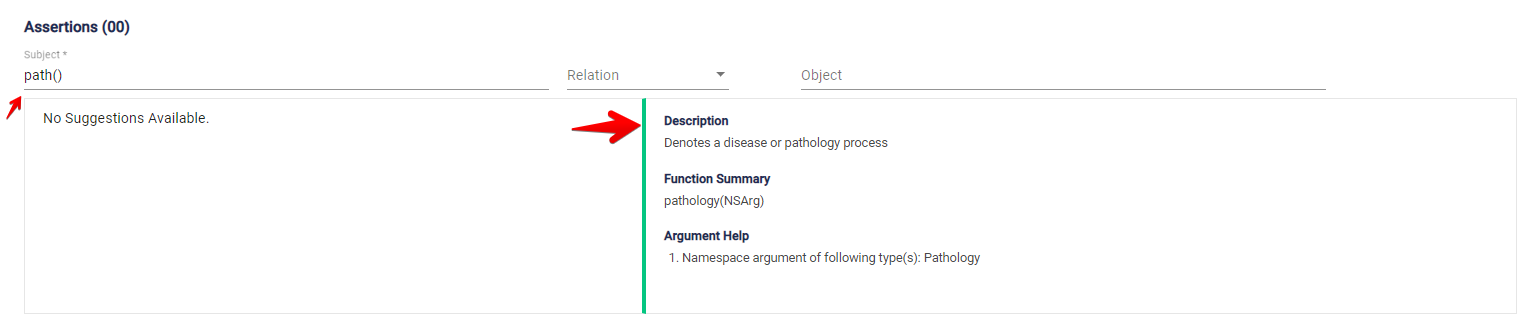 Assertions (00)
Subject *
path()
Relation
Object
No Suggestions Available.
Description
Denotes a disease or pathology process
Function Summary
pathology(NSArg)
Argument Help
1. Namespace argument of following type(s): Pathology